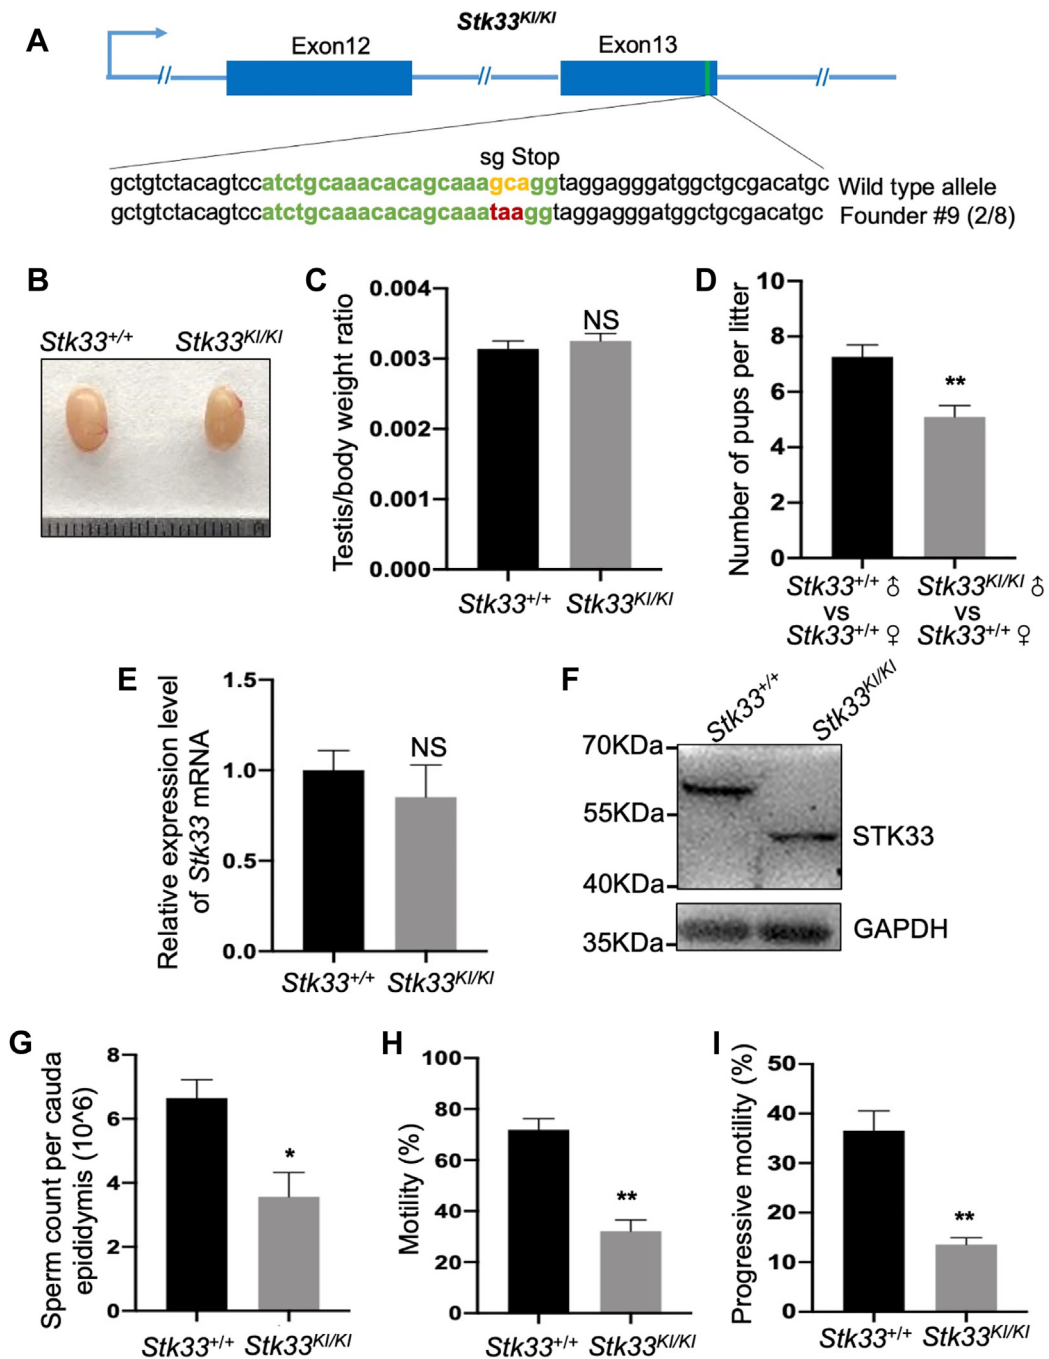 A
Stk33KI/KI
Exon12
Exon13
sg Stop
gctgtctacagtccatctgcaaacacagcaaagcaggtaggagggatggctgcgacatgc Wild type allele
gctgtctacagtccatctgcaaacacagcaaataaggtaggagggatggctgcgacatgc Founder #9 (2/8)
B
Stk33+/+ Stk33KI/KI
C
Testis/body weight ratio
0.004
0.003
0.002
0.001
0.000
NS
Stk33+/+ Stk33KI/KI
D
Number of pups per litter
10
8
6
4
2
0
**
Stk33+/+ ♂ Stk33KI/KI ♂
vs vs
Stk33+/+ ♀ Stk33+/+ ♀
E
Relative expression level
of Stk33 mRNA
1.5
1.0
0.5
0.0
NS
Stk33+/+ Stk33KI/KI
F
Stk33+/+ Stk33KI/KI
70KDa
55KDa
40KDa
35KDa
STK33
GAPDH
G
Sperm count per cauda
epididymis (10^6)
8
6
4
2
0
*
Stk33+/+ Stk33KI/KI
H
Motility (%)
100
80
60
40
20
0
**
Stk33+/+ Stk33KI/KI
I
Progressive motility (%)
50
40
30
20
10
0
**
Stk33+/+ Stk33KI/KI